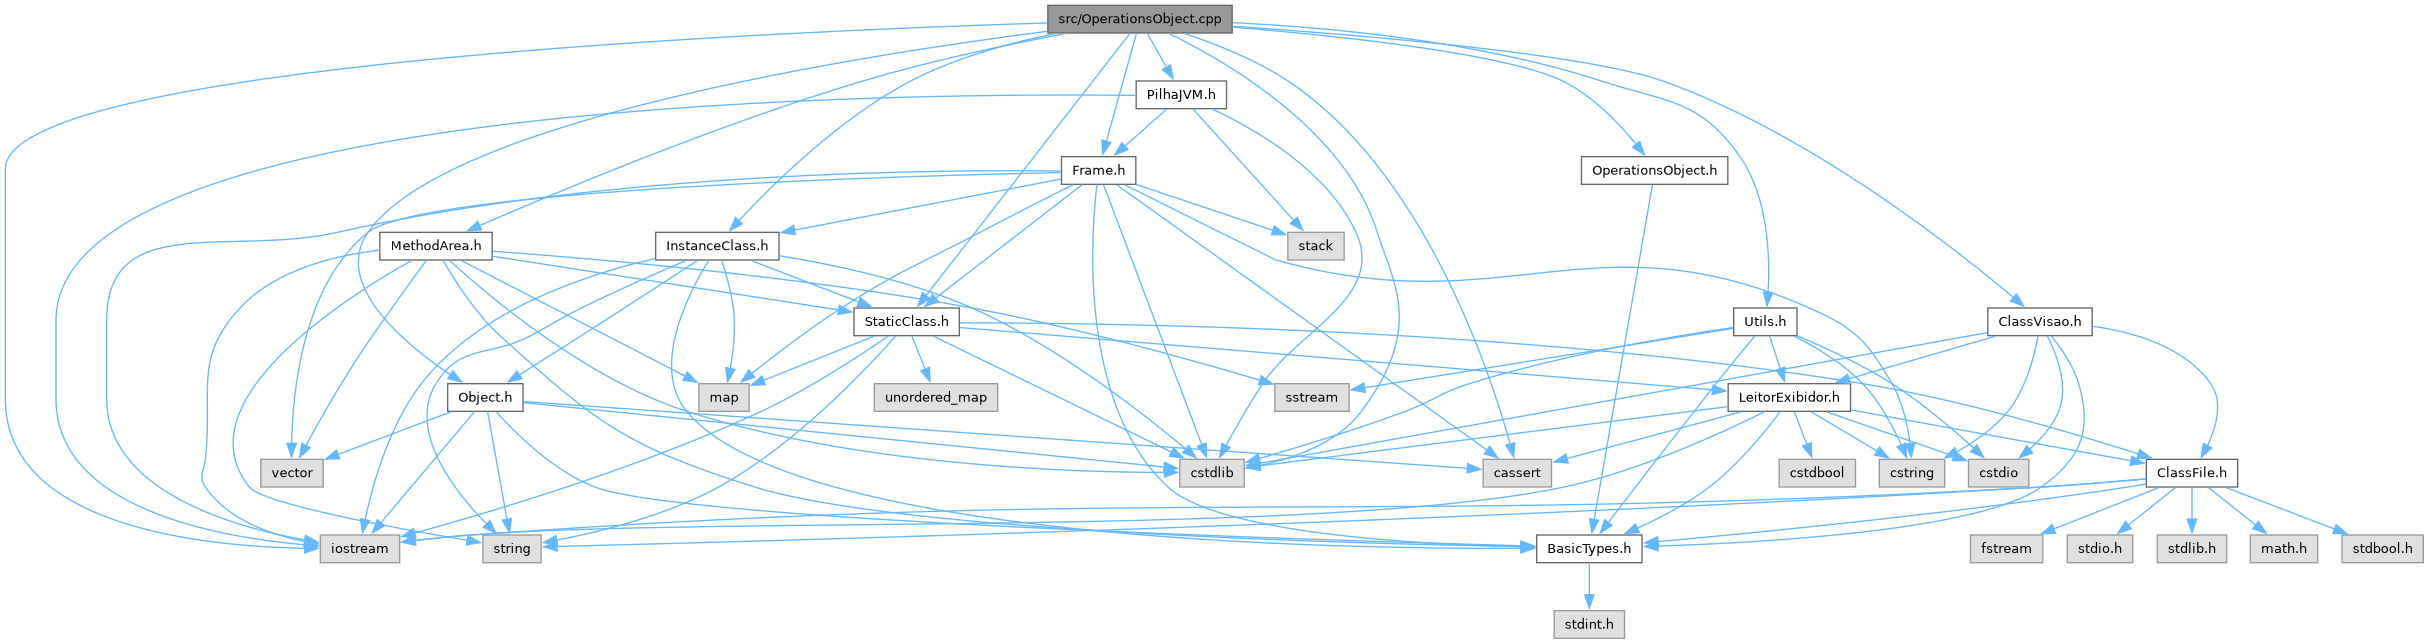 src/OperationsObject.cpp
PilhaJVM.h
Frame.h
OperationsObject.h
MethodArea.h
InstanceClass.h
stack
StaticClass.h
Utils.h
ClassVisao.h
Object.h
map
unordered_map
sstream
LeitorExibidor.h
vector
cstdlib
cassert
cstdbool
cstring
cstdio
ClassFile.h
iostream
string
BasicTypes.h
fstream
stdio.h
stdlib.h
math.h
stdbool.h
stdint.h